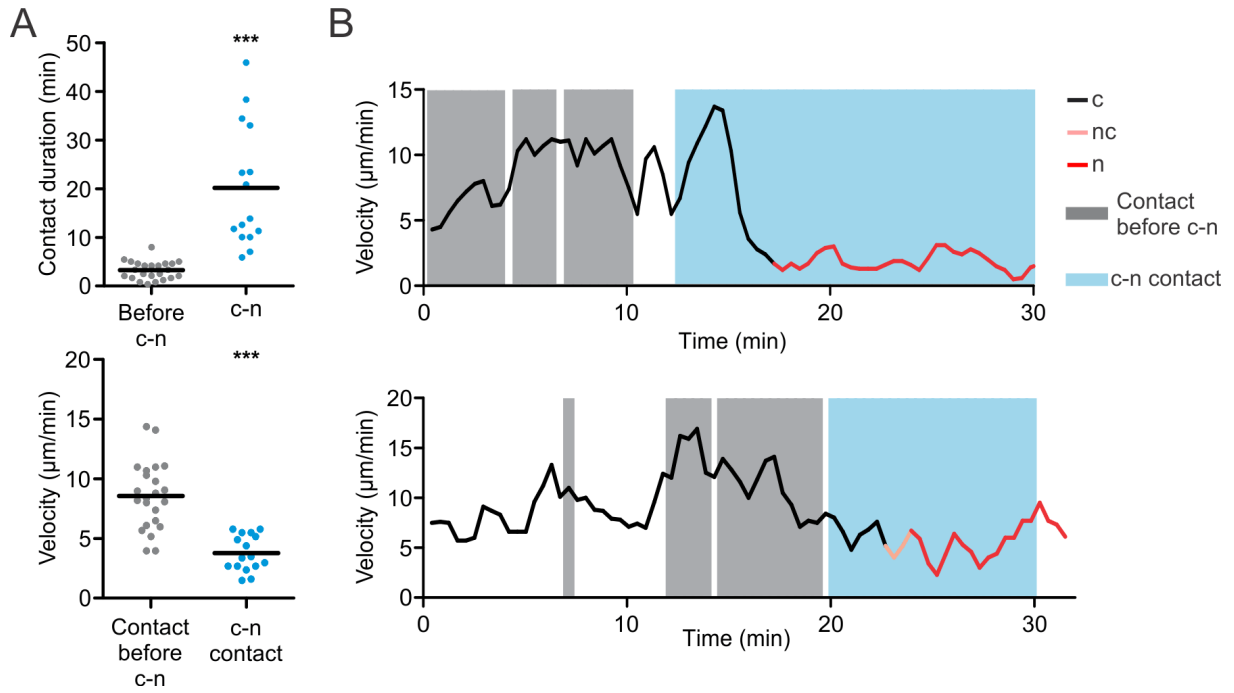 A
Contact duration (min)
50
40
30
20
10
0
***
Before
c-n
c-n
Velocity (µm/min)
20
15
10
5
0
***
Contact
before
c-n
c-n
contact
B
Velocity (µm/min)
15
10
5
0
0
10
20
30
Time (min)
c
nc
n
Contact
before c-n
c-n contact
Velocity (µm/min)
20
15
10
5
0
0
10
20
30
Time (min)